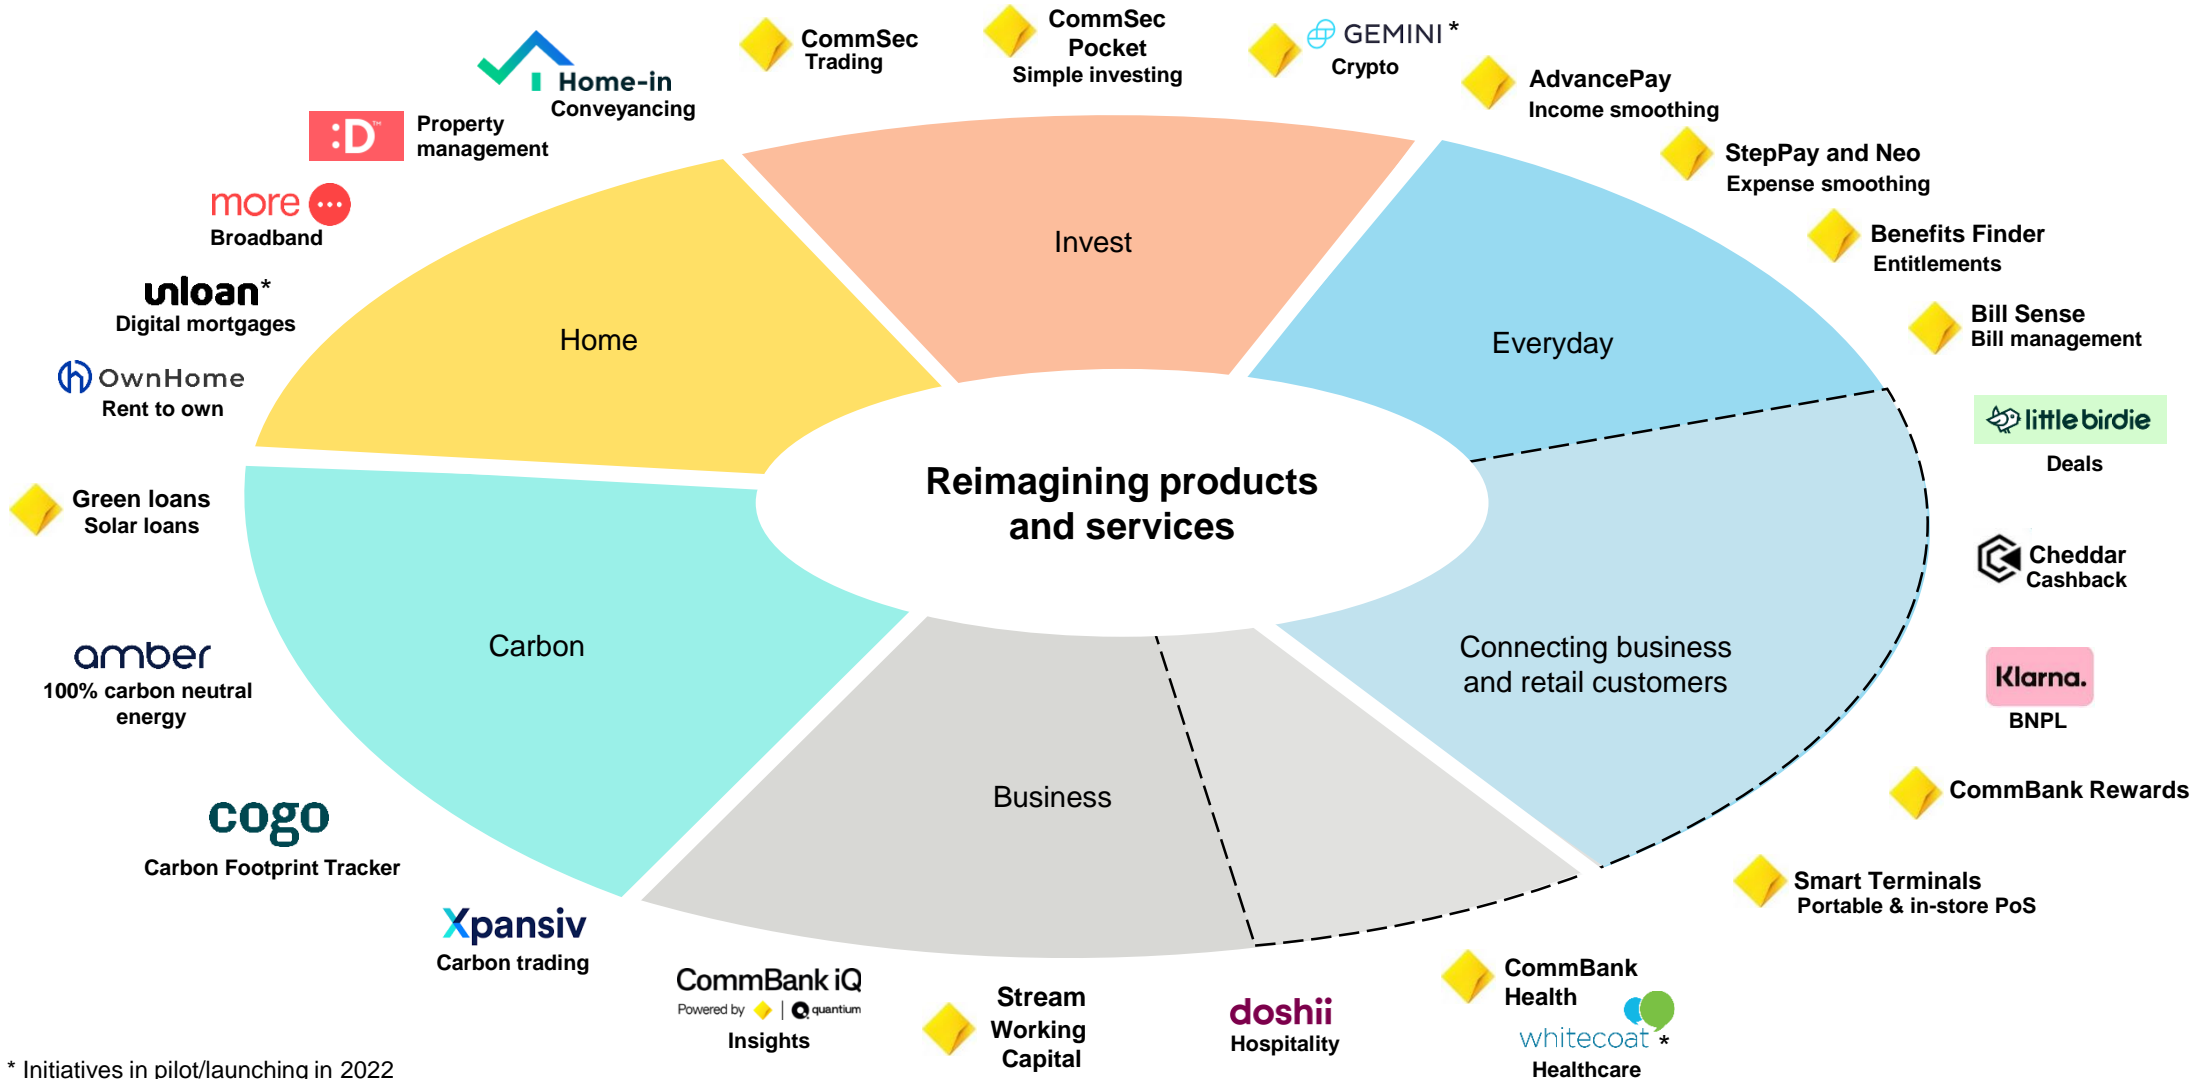 CommSec
Trading
CommSec
Pocket
Simple investing
GEMINI *
Crypto
AdvancePay
Income smoothing
StepPay and Neo
Expense smoothing
Benefits Finder
Entitlements
Bill Sense
Bill management
littlebirdie
Deals
Cheddar
Cashback
Klarna.
BNPL
CommBank Rewards
Smart Terminals
Portable & in-store PoS
CommBank
Health
whitecoat *
Healthcare
doshii
Hospitality
Stream
Working
Capital
CommBank iQ
Powered by | quantium
Insights
Xpansiv
Carbon trading
cogo
Carbon Footprint Tracker
amber
100% carbon neutral
energy
Green loans
Solar loans
OwnHome
Rent to own
unloan*
Digital mortgages
more
Broadband
:D™
Property
management
Home-in
Conveyancing
Invest
Home
Everyday
Reimagining products
and services
Carbon
Connecting business
and retail customers
Business
* Initiatives in pilot/launching in 2022